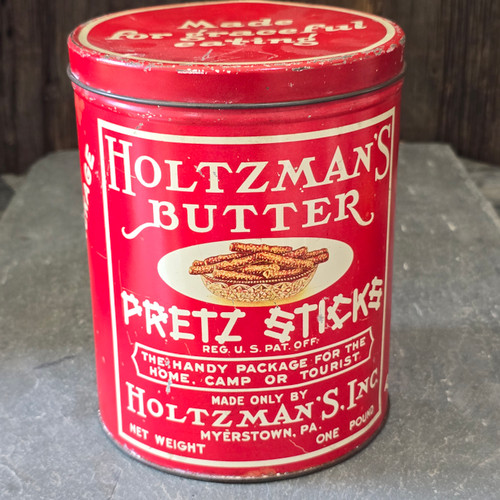 Made
for graceful
eating
HOLTZMAN'S
BUTTER
PRETZ STICKS
REG. U.S. PAT. OFF.
THE HANDY PACKAGE FOR THE
HOME. CAMP OR TOURIST
MADE ONLY BY
HOLTZMAN'S. INC
MYERSTOWN, PA.
NET WEIGHT ONE POUND